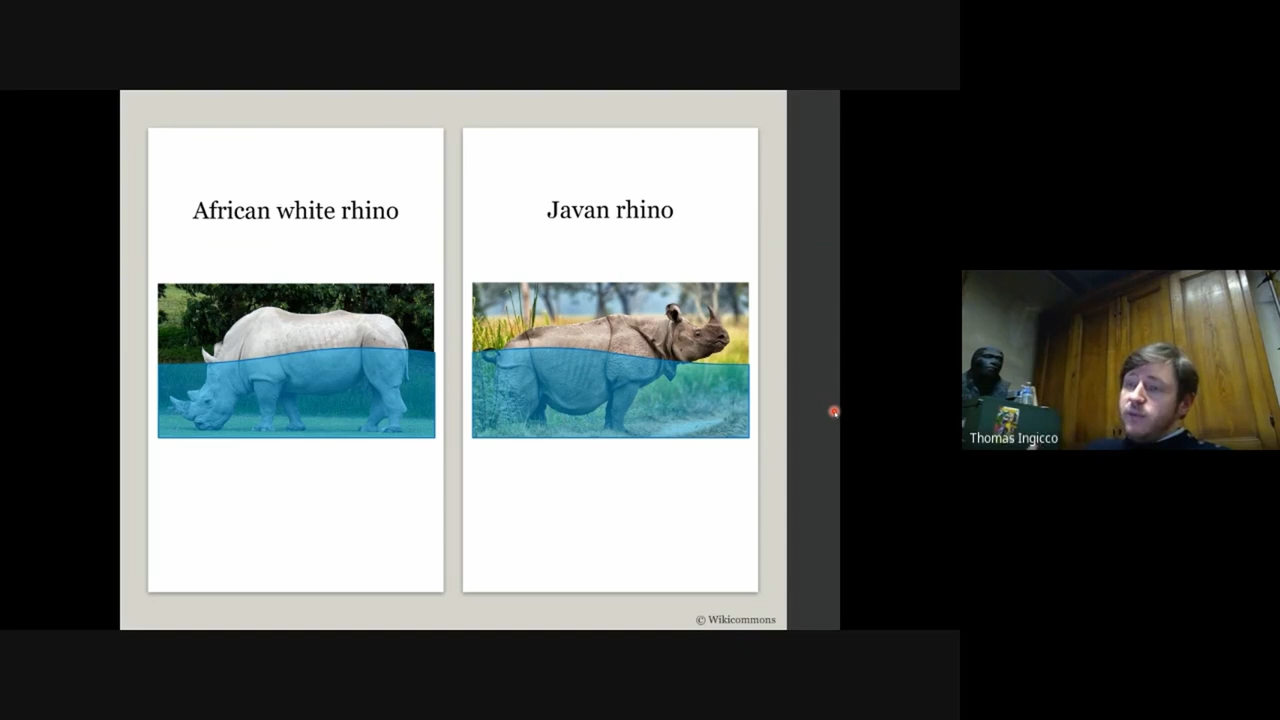 African white rhino
Javan rhino
© Wikicommons
Thomas Ingicco